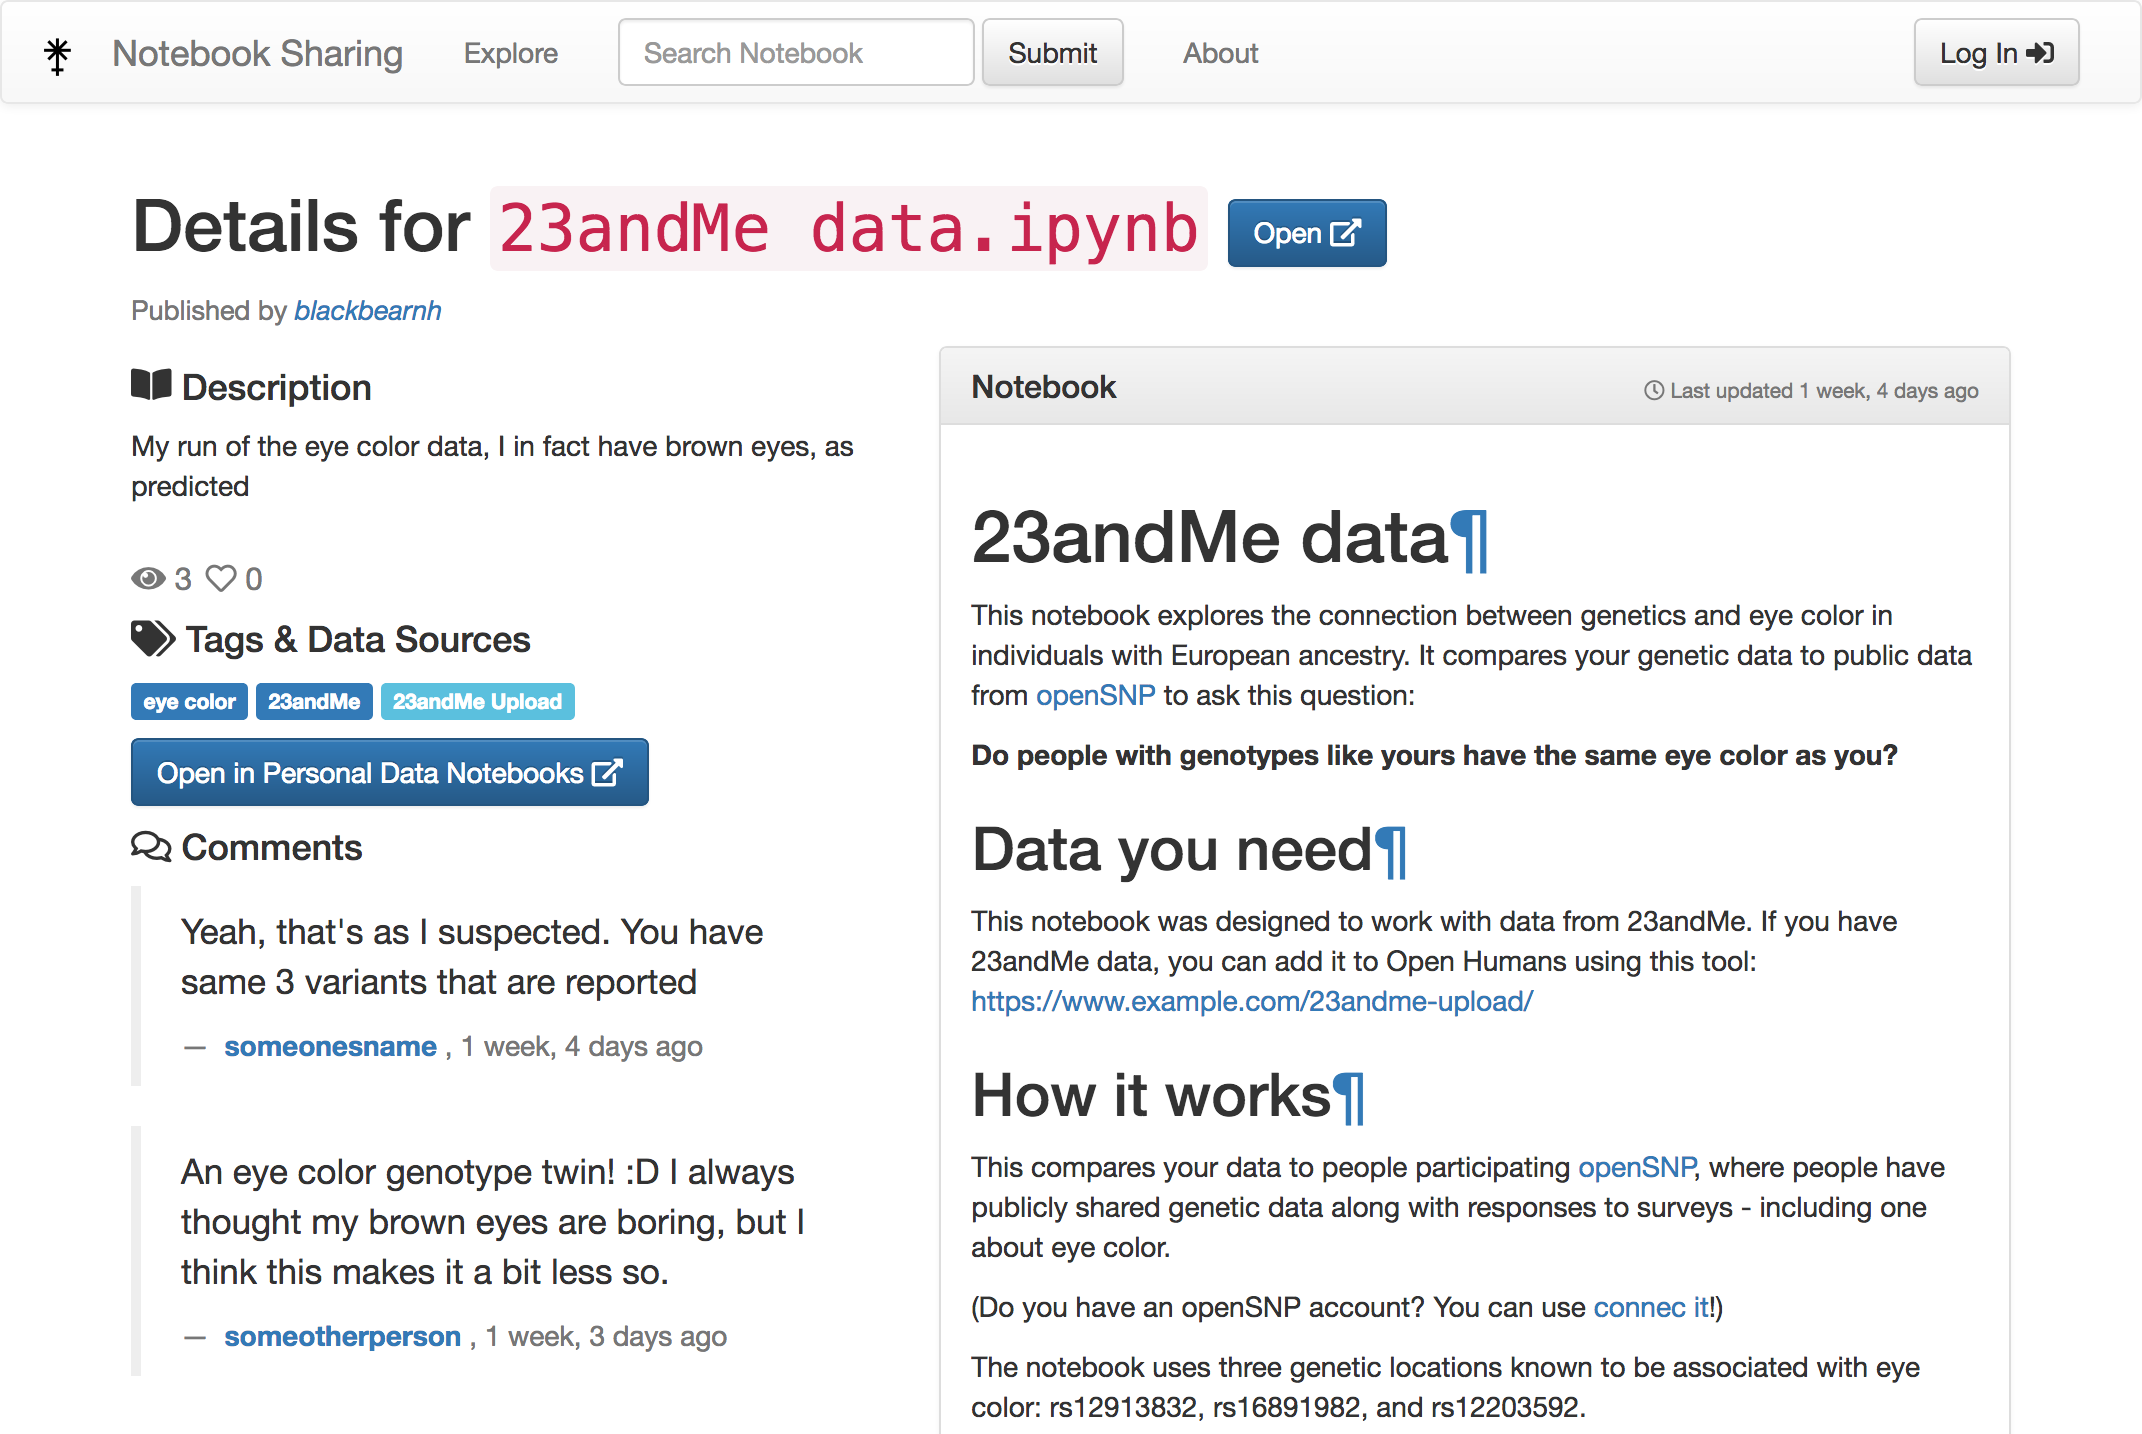 Notebook Sharing Explore Search Notebook Submit About Log In
Details for 23andMe data.ipynb Open
Published by blackbearnh
Description
My run of the eye color data, I in fact have brown eyes, as
predicted
3 0
Tags & Data Sources
eye color 23andMe 23andMe Upload
Open in Personal Data Notebooks
Comments
Yeah, that's as I suspected. You have
same 3 variants that are reported
— someonesname , 1 week, 4 days ago
An eye color genotype twin! :D I always
thought my brown eyes are boring, but I
think this makes it a bit less so.
— someotherperson , 1 week, 3 days ago
Notebook Last updated 1 week, 4 days ago
23andMe data¶
This notebook explores the connection between genetics and eye color in
individuals with European ancestry. It compares your genetic data to public data
from openSNP to ask this question:
Do people with genotypes like yours have the same eye color as you?
Data you need¶
This notebook was designed to work with data from 23andMe. If you have
23andMe data, you can add it to Open Humans using this tool:
https://www.example.com/23andme-upload/
How it works¶
This compares your data to people participating openSNP, where people have
publicly shared genetic data along with responses to surveys - including one
about eye color.
(Do you have an openSNP account? You can use connec it!)
The notebook uses three genetic locations known to be associated with eye
color: rs12913832, rs16891982, and rs12203592.